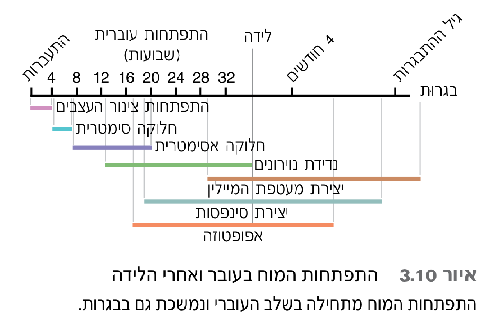 התפתחות עוברית
(שבועות)
התעברות
לידה
4 חודשים
גיל ההתבגרות
4 8 12 16 20 24 28 32
בגרות
התפתחות צינור העצבים
חלוקה סימטרית
חלוקה אסימטרית
נדידת נוירונים
יצירת מעטפת המיילין
יצירת סינפסות
אפופטוזה
איור 3.10 התפתחות המוח בעובר ואחרי הלידה
התפתחות המוח מתחילה בשלב העוברי ונמשכת גם בבגרות.